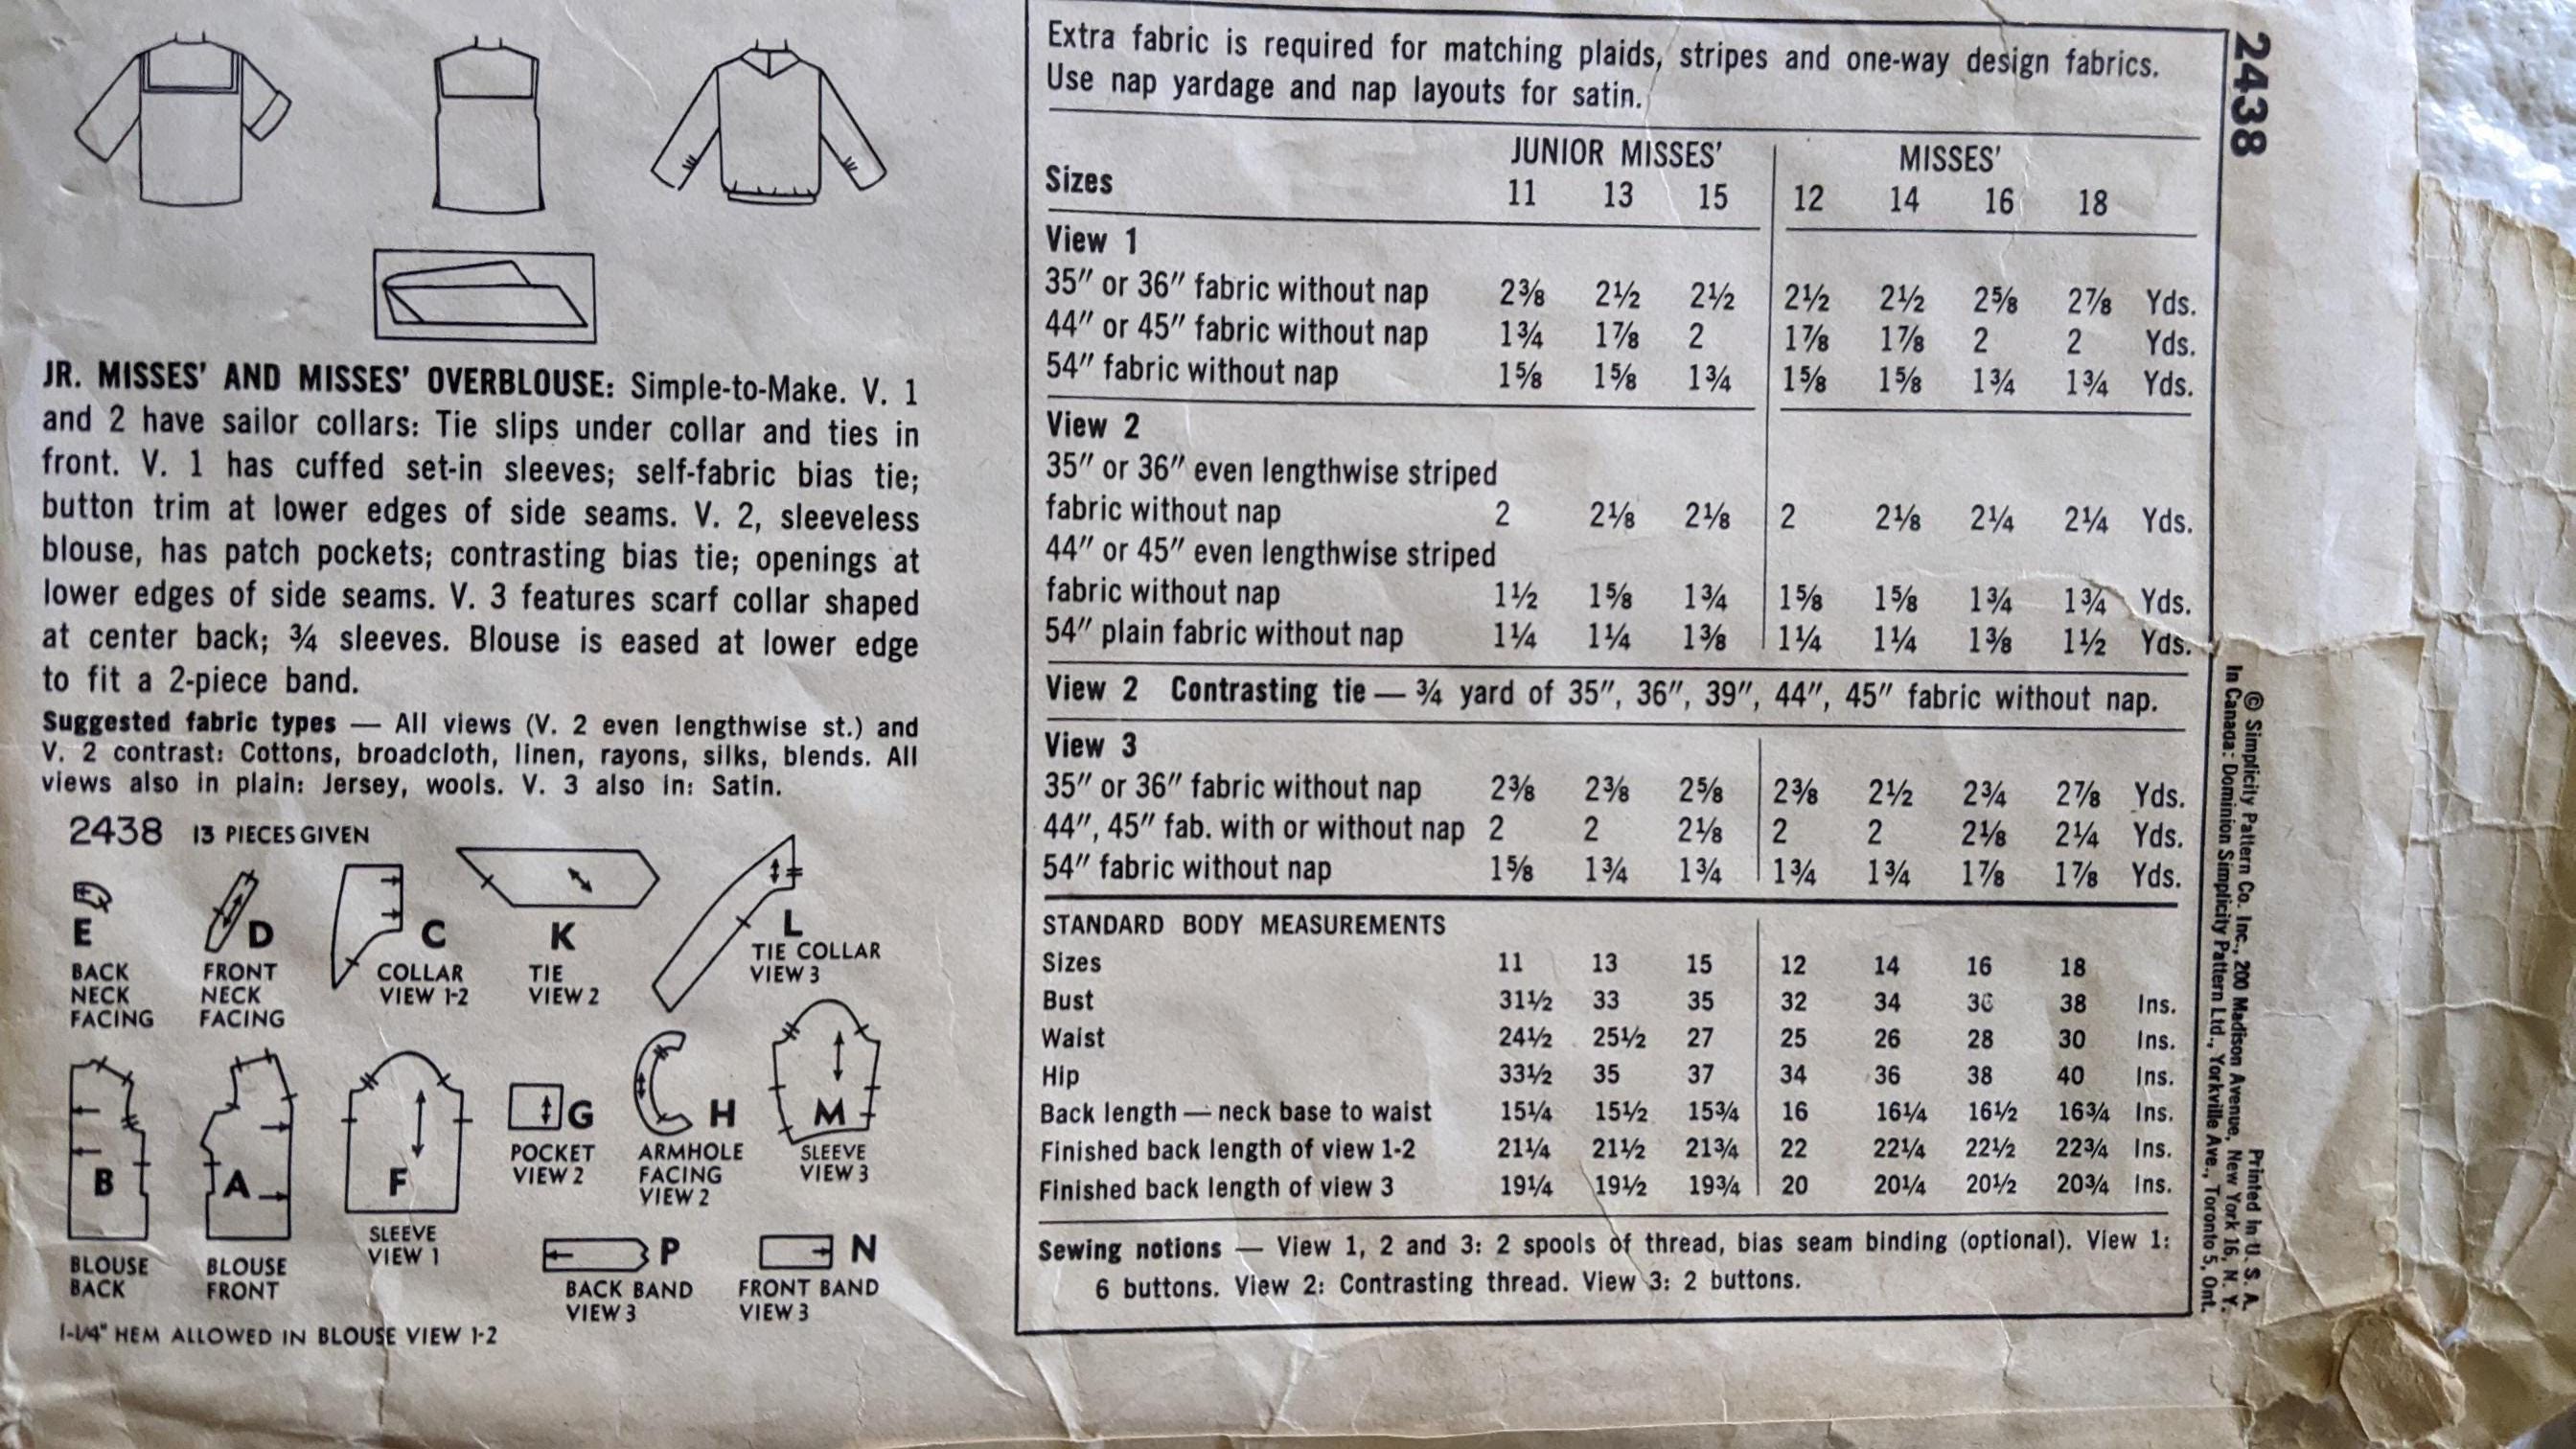 JR. MISSES' AND MISSES' OVERBLOUSE: Simple-to-Make. V. 1
and 2 have sailor collars: Tie slips under collar and ties in
front. V. 1 has cuffed set-in sleeves; self-fabric bias tie;
button trim at lower edges of side seams. V. 2, sleeveless
blouse, has patch pockets; contrasting bias tie; openings at
lower edges of side seams. V. 3 features scarf collar shaped
at center back; ¾ sleeves. Blouse is eased at lower edge
to fit a 2-piece band.
Suggested fabric types — All views (V. 2 even lengthwise st.) and
V. 2 contrast: Cottons, broadcloth, linen, rayons, silks, blends. All
views also in plain: Jersey, wools. V. 3 also in: Satin.
2438 13 PIECES GIVEN
E
BACK
NECK
FACING
D
FRONT
NECK
FACING
C
COLLAR
VIEW 1-2
K
TIE
VIEW 2
L
TIE COLLAR
VIEW 3
B
BLOUSE
BACK
A
BLOUSE
FRONT
F
SLEEVE
VIEW 1
G
POCKET
VIEW 2
H
ARMHOLE
FACING
VIEW 2
M
SLEEVE
VIEW 3
P
BACK BAND
VIEW 3
N
FRONT BAND
VIEW 3
1-1/4" HEM ALLOWED IN BLOUSE VIEW 1-2
Extra fabric is required for matching plaids, stripes and one-way design fabrics.
Use nap yardage and nap layouts for satin.
JUNIOR MISSES' MISSES'
Sizes 11 13 15 12 14 16 18
View 1
35" or 36" fabric without nap 2⅜ 2½ 2½ 2½ 2½ 2⅝ 2⅞ Yds.
44" or 45" fabric without nap 1¾ 1⅞ 2 1⅞ 1⅞ 2 2 Yds.
54" fabric without nap 1⅝ 1⅝ 1¾ 1⅝ 1⅝ 1¾ 1¾ Yds.
View 2
35" or 36" even lengthwise striped
fabric without nap 2 2⅛ 2⅛ 2 2⅛ 2¼ 2¼ Yds.
44" or 45" even lengthwise striped
fabric without nap 1½ 1⅝ 1¾ 1⅝ 1⅝ 1¾ 1¾ Yds.
54" plain fabric without nap 1¼ 1¼ 1⅜ 1¼ 1¼ 1⅜ 1½ Yds.
View 2 Contrasting tie — ¾ yard of 35", 36", 39", 44", 45" fabric without nap.
View 3
35" or 36" fabric without nap 2⅜ 2⅜ 2⅝ 2⅜ 2½ 2¾ 2⅞ Yds.
44", 45" fab. with or without nap 2 2 2⅛ 2 2 2⅛ 2¼ Yds.
54" fabric without nap 1⅝ 1¾ 1¾ 1¾ 1¾ 1⅞ 1⅞ Yds.
STANDARD BODY MEASUREMENTS
Sizes 11 13 15 12 14 16 18
Bust 31½ 33 35 32 34 36 38 Ins.
Waist 24½ 25½ 27 25 26 28 30 Ins.
Hip 33½ 35 37 34 36 38 40 Ins.
Back length — neck base to waist 15¼ 15½ 15¾ 16 16¼ 16½ 16¾ Ins.
Finished back length of view 1-2 21¼ 21½ 21¾ 22 22¼ 22½ 22¾ Ins.
Finished back length of view 3 19¼ 19½ 19¾ 20 20¼ 20½ 20¾ Ins.
Sewing notions — View 1, 2 and 3: 2 spools of thread, bias seam binding (optional). View 1:
6 buttons. View 2: Contrasting thread. View 3: 2 buttons.
2438
© Simplicity Pattern Co. Inc., 200 Madison Avenue, New York 16, N. Y.
In Canada: Dominion Simplicity Pattern Ltd., Yorkville Ave., Toronto 5, Ont.
Printed in U. S. A.